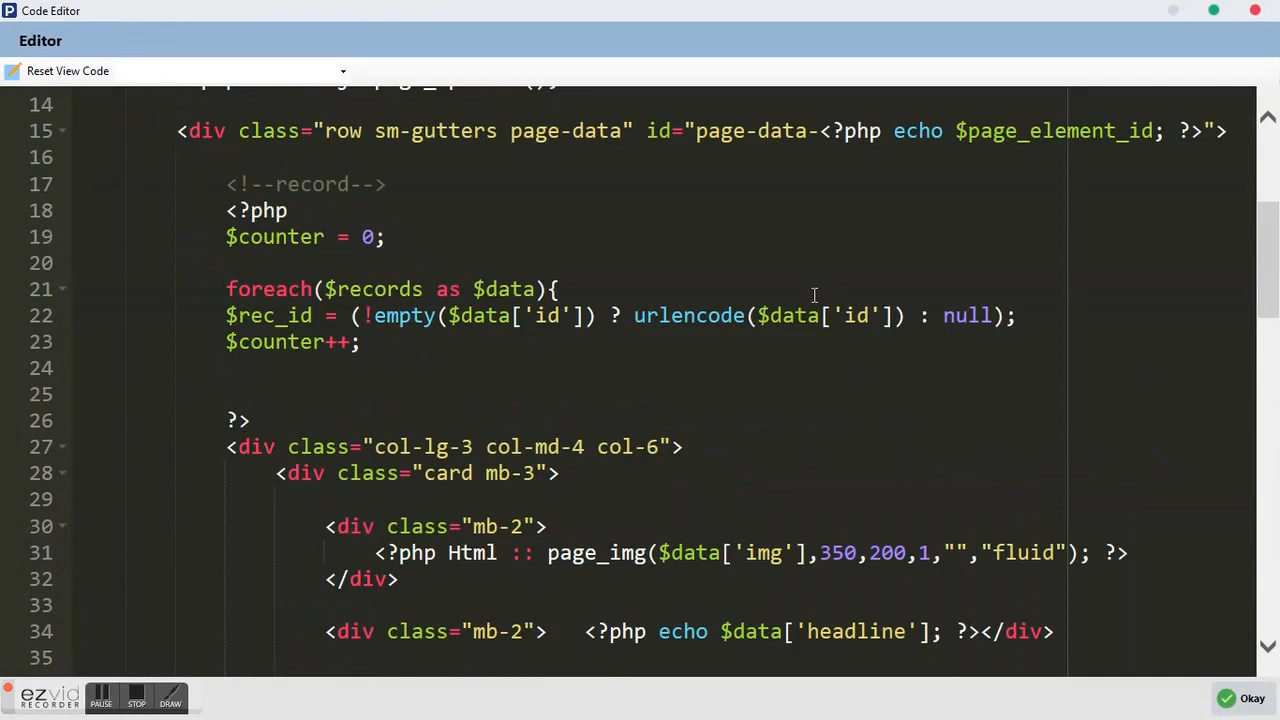 Code Editor
Editor
Reset View Code
14
15 <div class="row sm-gutters page-data" id="page-data-<?php echo $page_element_id; ?>">
16
17 <!--record-->
18 <?php
19 $counter = 0;
20
21 foreach($records as $data){
22 $rec_id = (!empty($data['id']) ? urlencode($data['id']) : null);
23 $counter++;
24
25
26 ?>
27 <div class="col-lg-3 col-md-4 col-6">
28 <div class="card mb-3">
29
30 <div class="mb-2">
31 <?php Html :: page_img($data['img'],350,200,1,"","fluid"); ?>
32 </div>
33
34 <div class="mb-2"> <?php echo $data['headline']; ?></div>
35
ezvid
RECORDER
PAUSE STOP DRAW
Okay